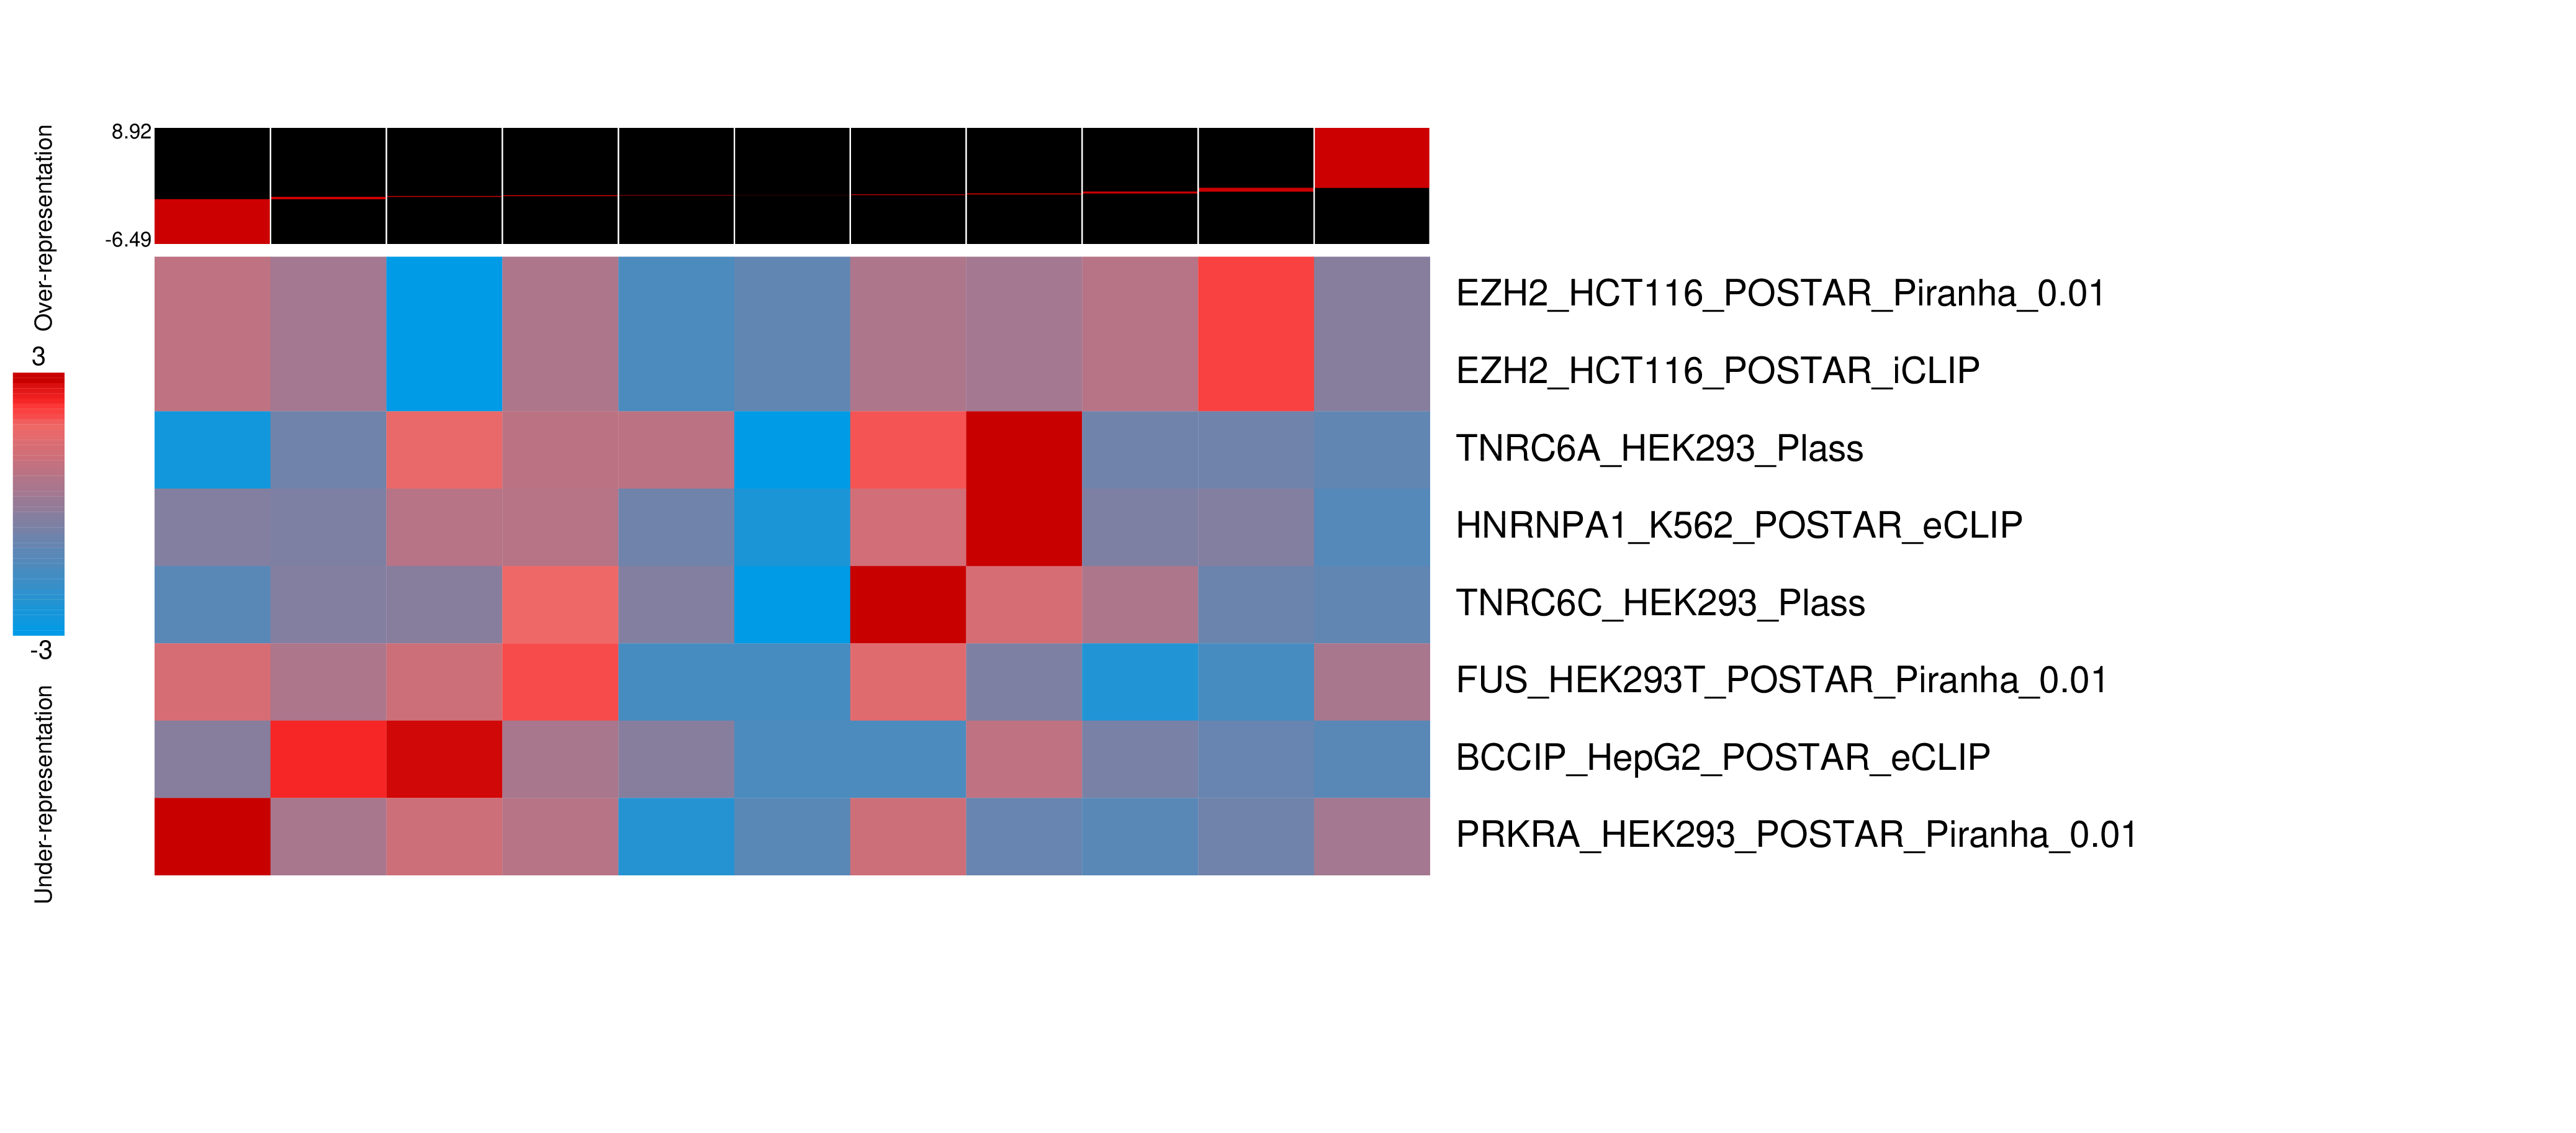 Over-representation
3
-3
Under-representation
8.92
-6.49
EZH2_HCT116_POSTAR_Piranha_0.01
EZH2_HCT116_POSTAR_iCLIP
TNRC6A_HEK293_Plass
HNRNPA1_K562_POSTAR_eCLIP
TNRC6C_HEK293_Plass
FUS_HEK293T_POSTAR_Piranha_0.01
BCCIP_HepG2_POSTAR_eCLIP
PRKRA_HEK293_POSTAR_Piranha_0.01